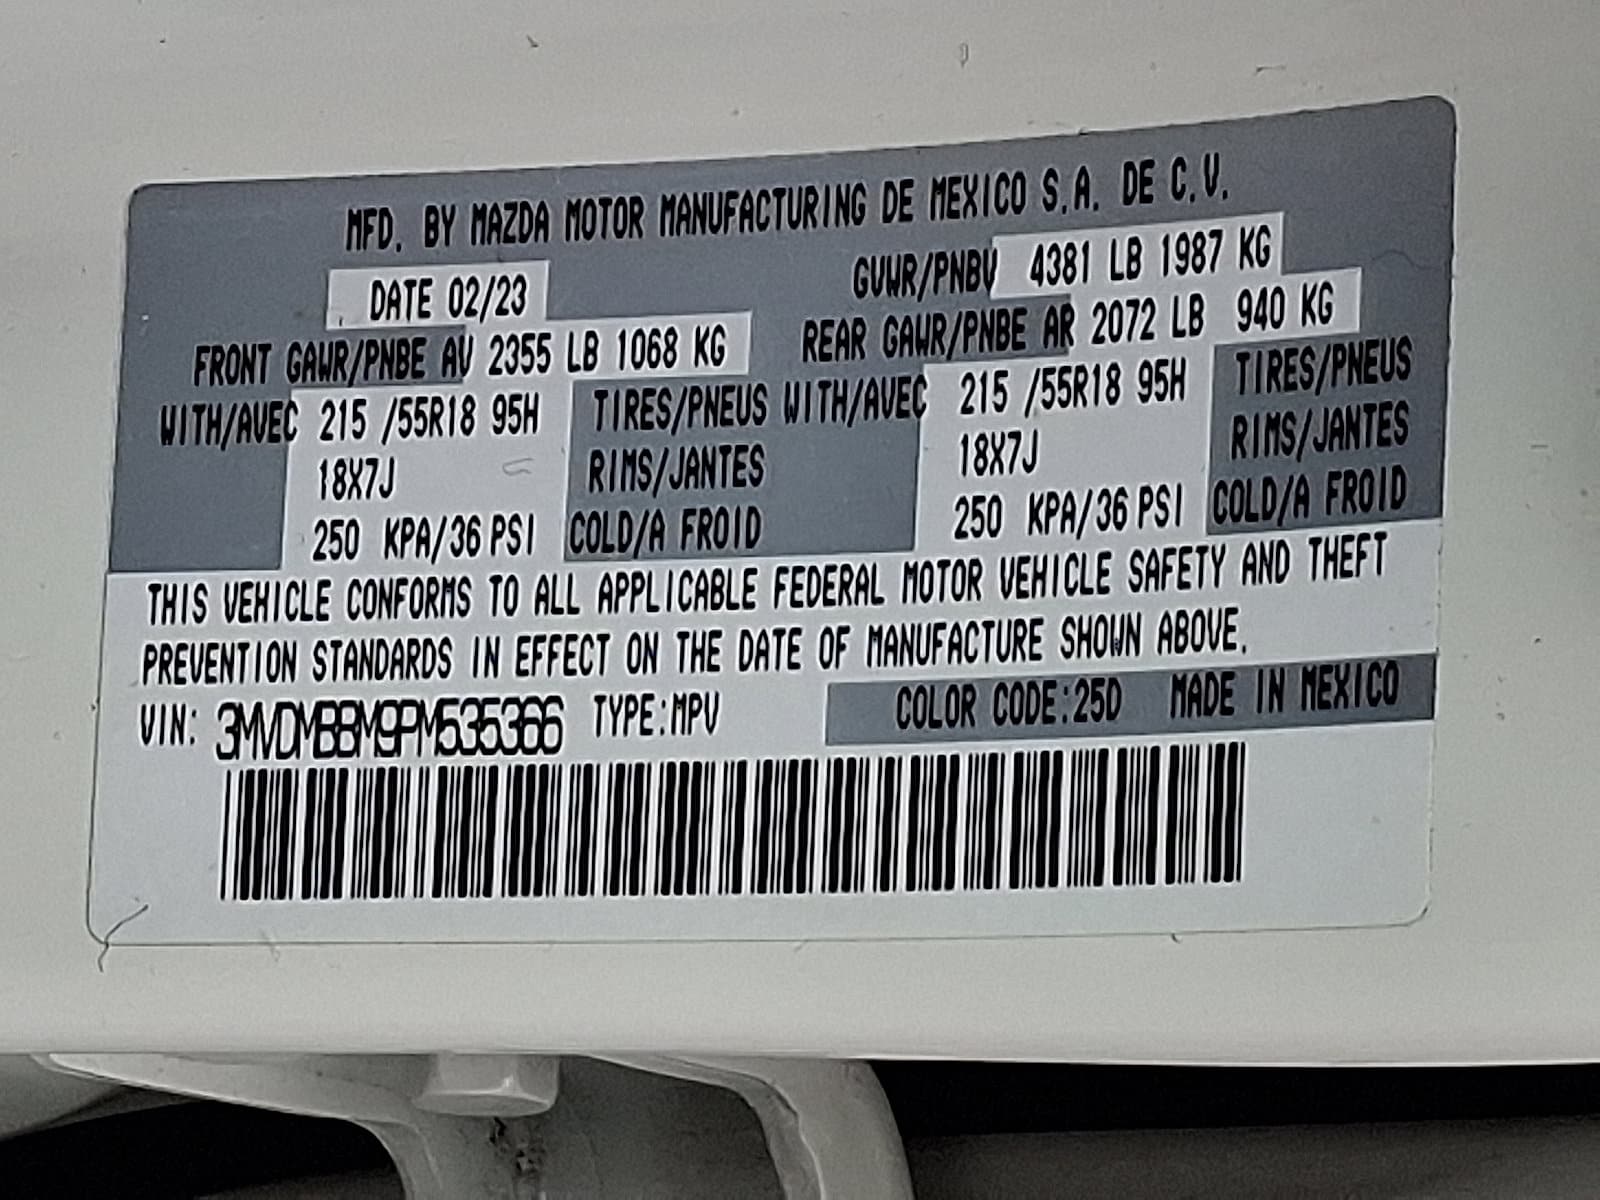 MFD. BY MAZDA MOTOR MANUFACTURING DE MEXICO S.A. DE C.V.
DATE 02/23 GVWR/PNBV 4381 LB 1987 KG
FRONT GAWR/PNBE AV 2355 LB 1068 KG REAR GAWR/PNBE AR 2072 LB 940 KG
WITH/AVEC 215 /55R18 95H TIRES/PNEUS WITH/AVEC 215 /55R18 95H TIRES/PNEUS
18X7J RIMS/JANTES 18X7J RIMS/JANTES
250 KPA/36 PSI COLD/A FROID 250 KPA/36 PSI COLD/A FROID
THIS VEHICLE CONFORMS TO ALL APPLICABLE FEDERAL MOTOR VEHICLE SAFETY AND THEFT
PREVENTION STANDARDS IN EFFECT ON THE DATE OF MANUFACTURE SHOWN ABOVE.
VIN: 3MVDMBBM9PM535366 TYPE:MPV COLOR CODE:25D MADE IN MEXICO